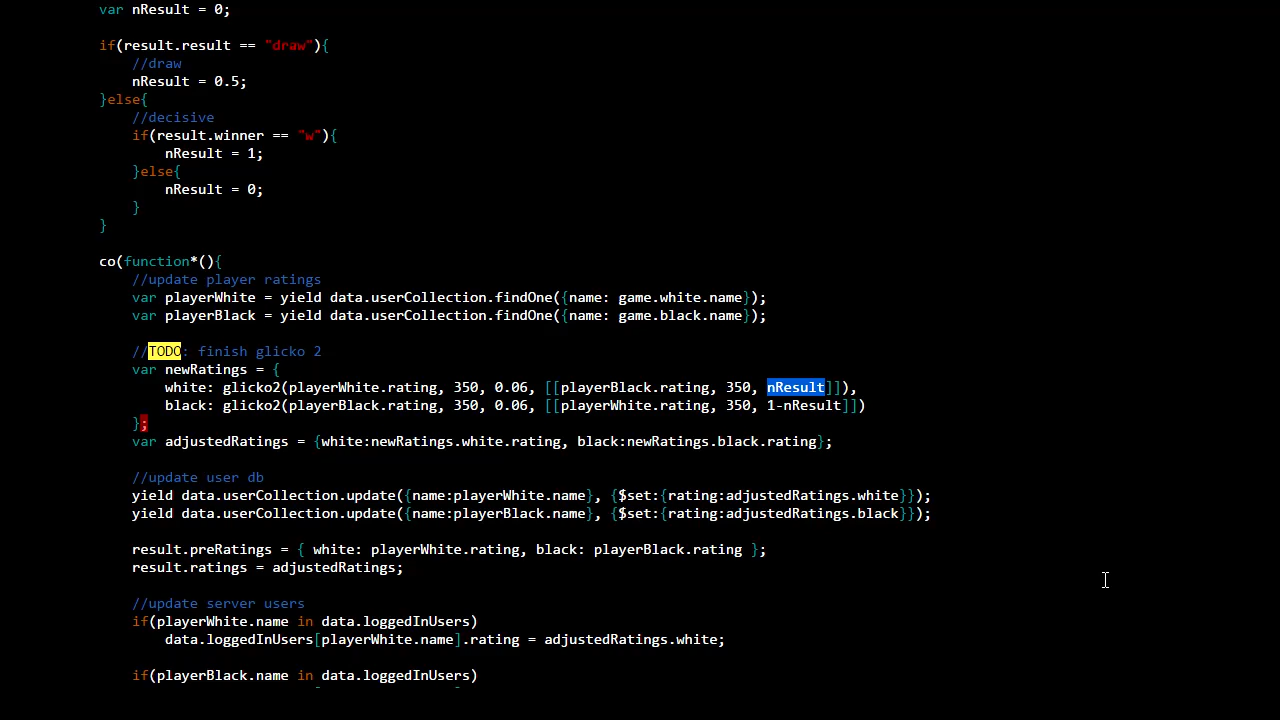 var nResult = 0;
if(result.result == "draw"){
//draw
nResult = 0.5;
}else{
//decisive
if(result.winner == "w"){
nResult = 1;
}else{
nResult = 0;
}
}
co(function*(){
//update player ratings
var playerWhite = yield data.userCollection.findOne({name: game.white.name});
var playerBlack = yield data.userCollection.findOne({name: game.black.name});
//TODO: finish glicko 2
var newRatings = {
white: glicko2(playerWhite.rating, 350, 0.06, [[playerBlack.rating, 350, nResult]]),
black: glicko2(playerBlack.rating, 350, 0.06, [[playerWhite.rating, 350, 1-nResult]])
};
var adjustedRatings = {white:newRatings.white.rating, black:newRatings.black.rating};
//update user db
yield data.userCollection.update({name:playerWhite.name}, {$set:{rating:adjustedRatings.white}});
yield data.userCollection.update({name:playerBlack.name}, {$set:{rating:adjustedRatings.black}});
result.preRatings = { white: playerWhite.rating, black: playerBlack.rating };
result.ratings = adjustedRatings;
//update server users
if(playerWhite.name in data.loggedInUsers)
data.loggedInUsers[playerWhite.name].rating = adjustedRatings.white;
if(playerBlack.name in data.loggedInUsers)